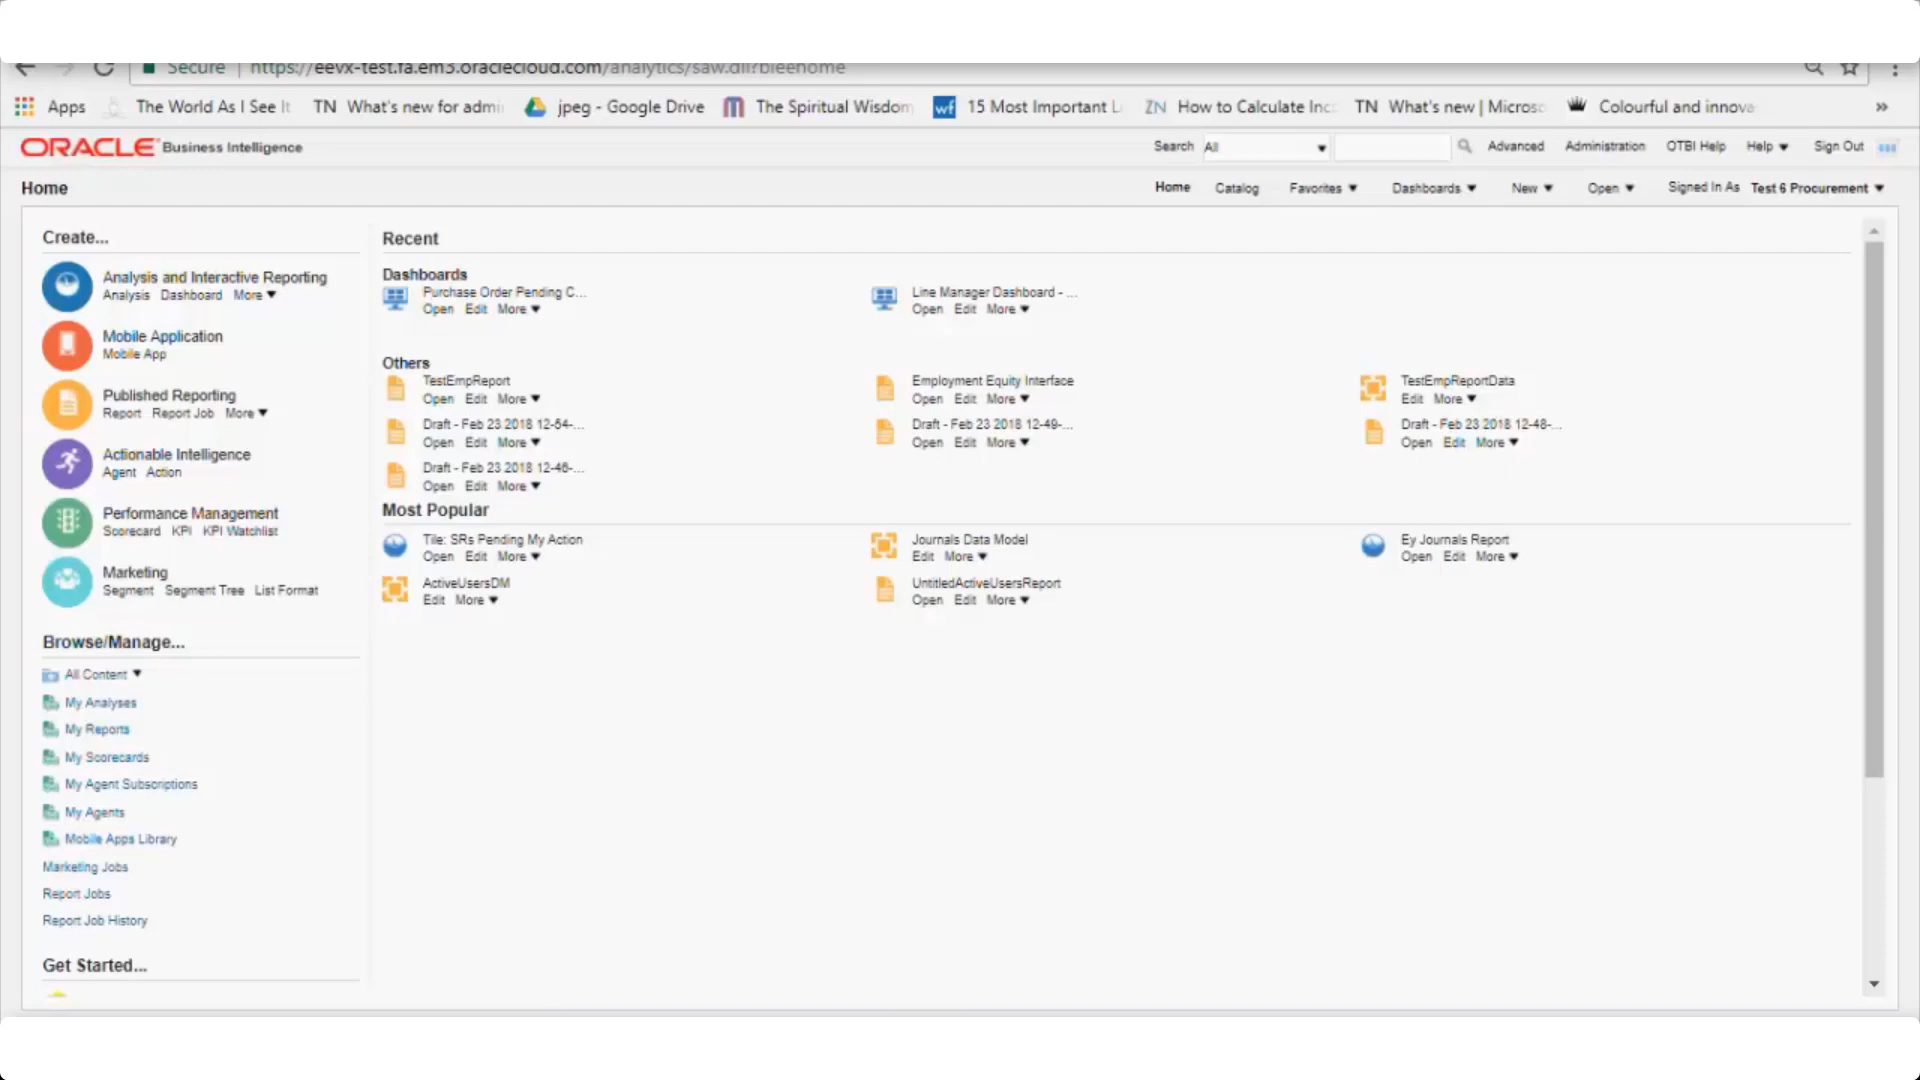 Secure | https://eevx-test.fa.em3.oraclecloud.com/analytics/saw.dll?bieehome
Apps The World As I See It TN What's new for admi jpeg - Google Drive The Spiritual Wisdom wf 15 Most Important L ZN How to Calculate Inc TN What's new | Micros Colourful and innova »
ORACLE Business Intelligence Search All Advanced Administration OTBI Help Help Sign Out
Home Home Catalog Favorites Dashboards New Open Signed In As Test 6 Procurement
Create...
Analysis and Interactive Reporting
Analysis Dashboard More
Mobile Application
Mobile App
Published Reporting
Report Report Job More
Actionable Intelligence
Agent Action
Performance Management
Scorecard KPI KPI Watchlist
Marketing
Segment Segment Tree List Format
Browse/Manage...
All Content
My Analyses
My Reports
My Scorecards
My Agent Subscriptions
My Agents
Mobile Apps Library
Marketing Jobs
Report Jobs
Report Job History
Get Started...
Recent
Dashboards
Purchase Order Pending C... Line Manager Dashboard - ...
Open Edit More Open Edit More
Others
TestEmpReport Employment Equity Interface TestEmpReportData
Open Edit More Open Edit More Edit More
Draft - Feb 23 2018 12-54-... Draft - Feb 23 2018 12-49-... Draft - Feb 23 2018 12-48-...
Open Edit More Open Edit More Open Edit More
Draft - Feb 23 2018 12-46-...
Open Edit More
Most Popular
Tile: SRs Pending My Action Journals Data Model Ey Journals Report
Open Edit More Edit More Open Edit More
ActiveUsersDM UntitledActiveUsersReport
Edit More Open Edit More